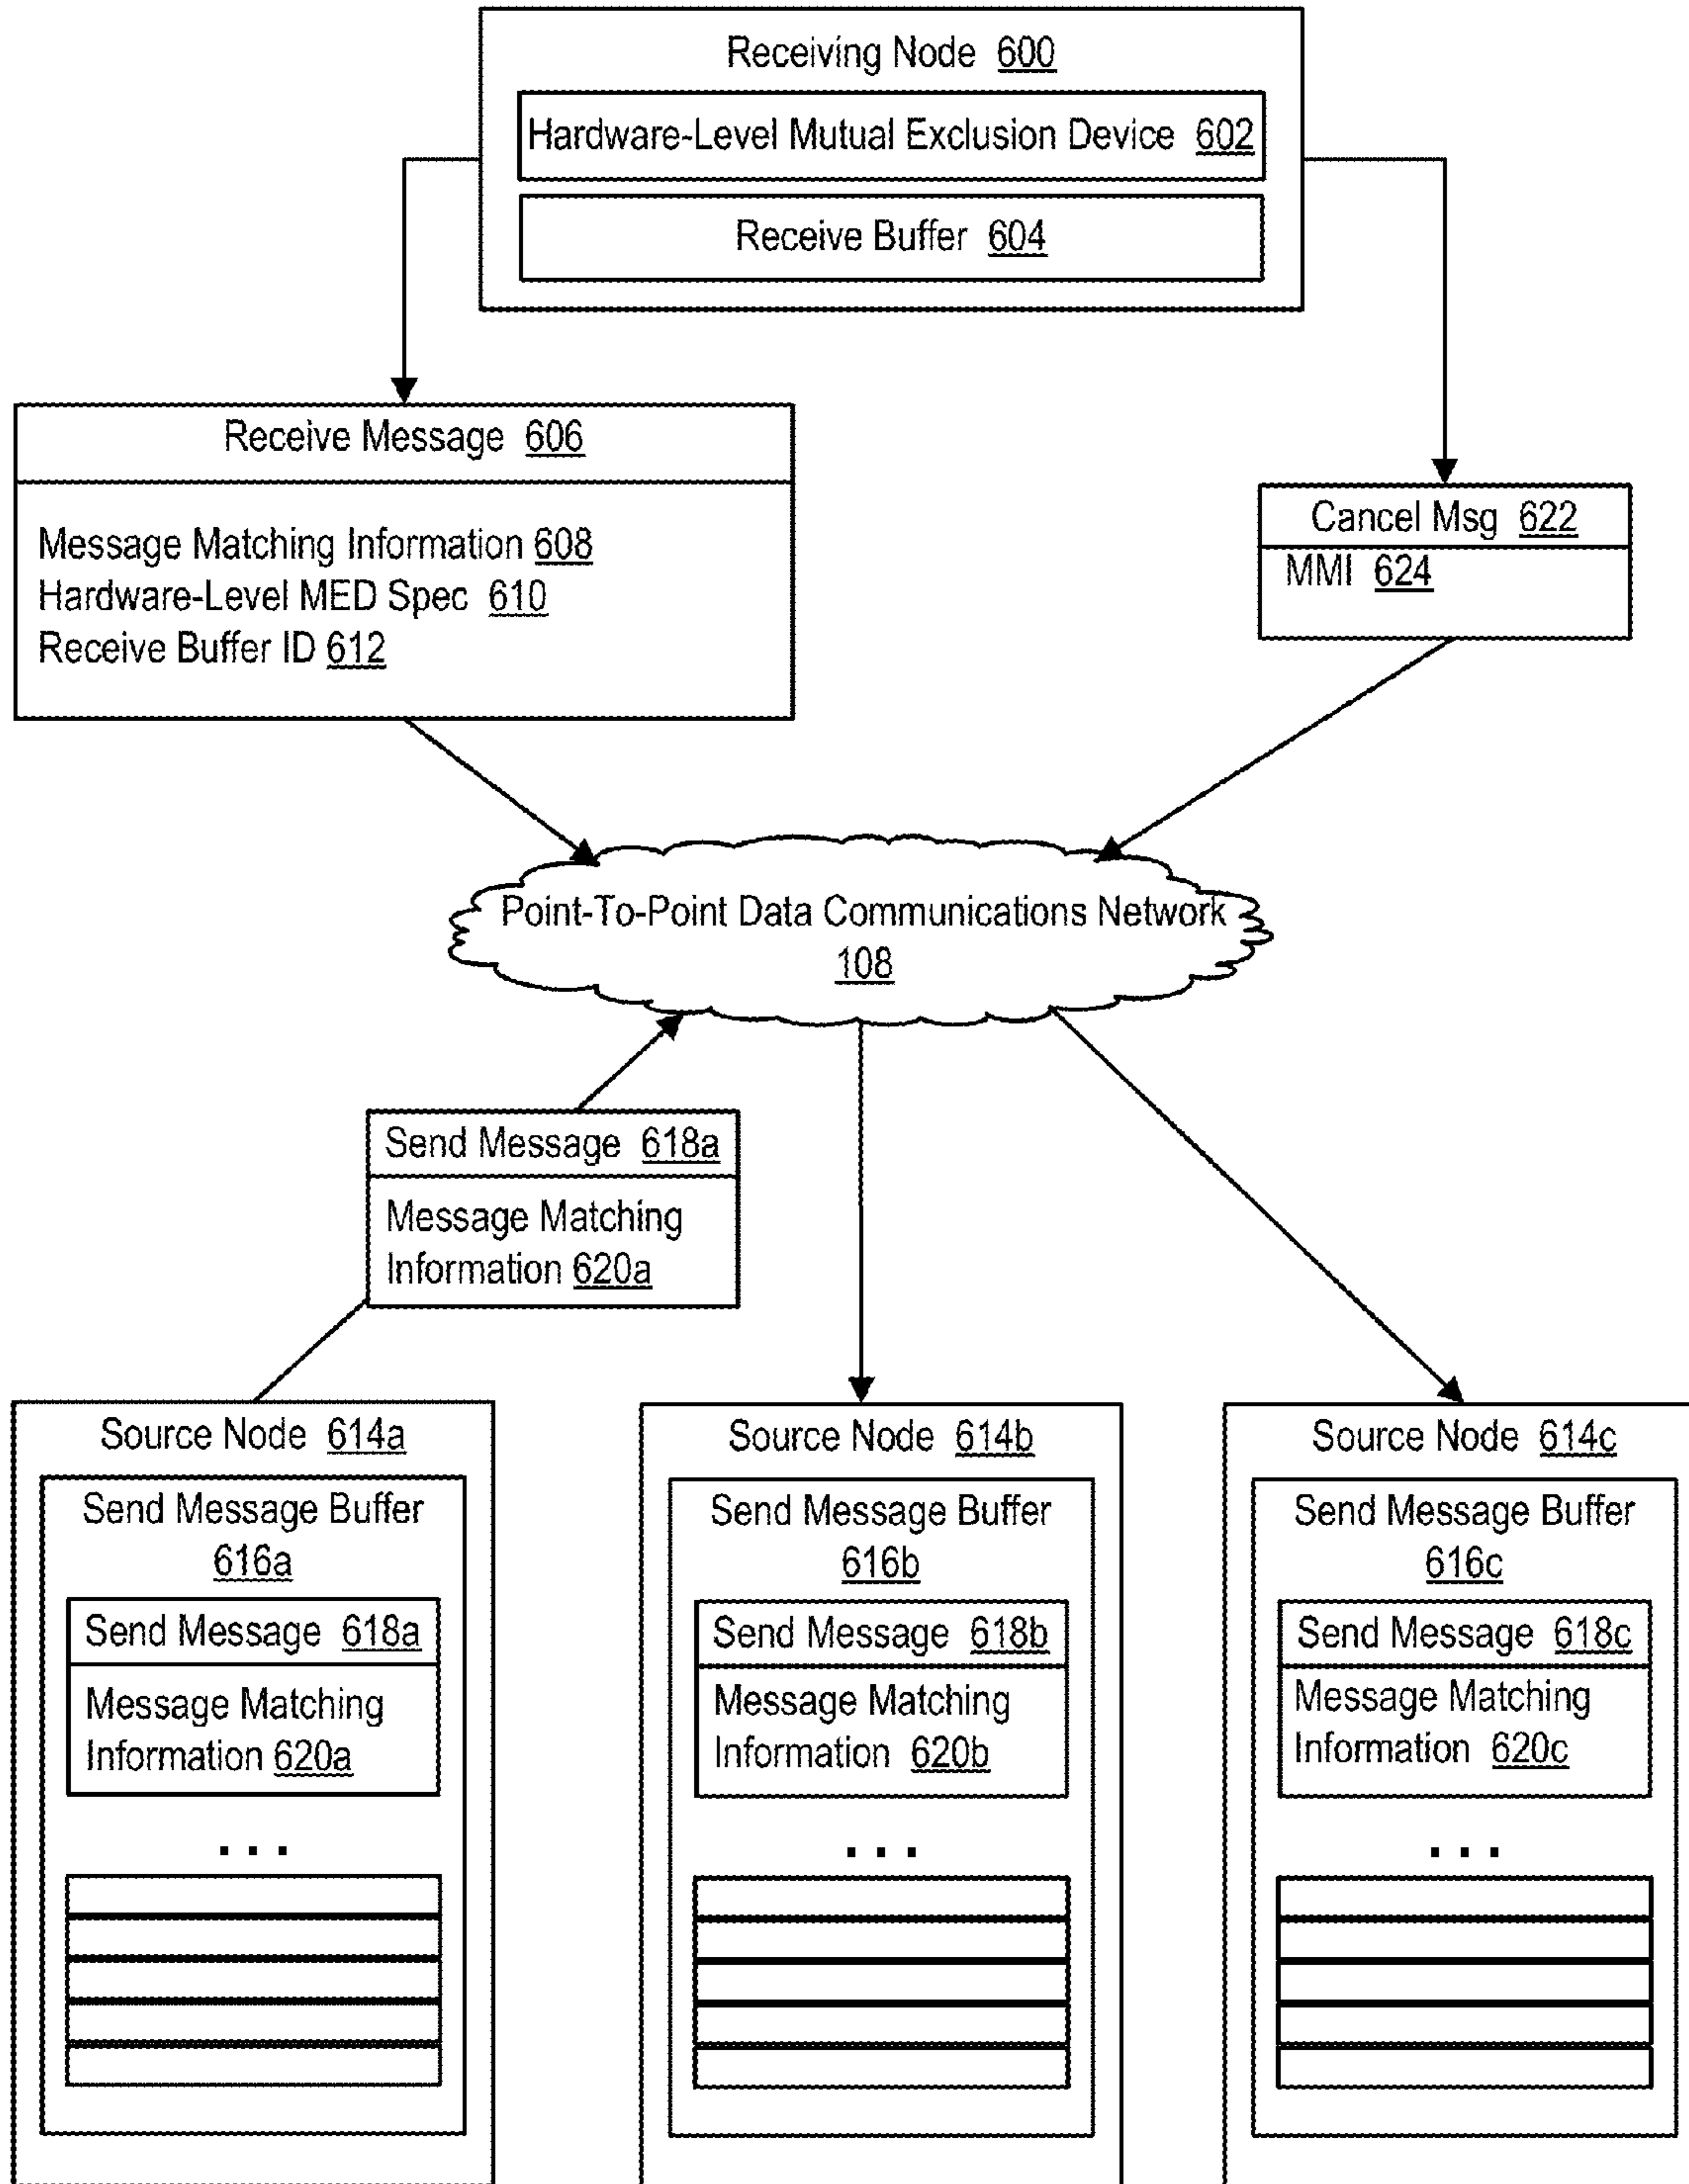 Receiving Node 600
Hardware-Level Mutual Exclusion Device 602
Receive Buffer 604
Receive Message 606
Message Matching Information 608
Hardware-Level MED Spec 610
Receive Buffer ID 612
Cancel Msg 622
MMI 624
Point-To-Point Data Communications Network
108
Send Message 618a
Message Matching
Information 620a
Source Node 614a
Send Message Buffer
616a
Send Message 618a
Message Matching
Information 620a
. . .
Source Node 614b
Send Message Buffer
616b
Send Message 618b
Message Matching
Information 620b
. . .
Source Node 614c
Send Message Buffer
616c
Send Message 618c
Message Matching
Information 620c
. . .